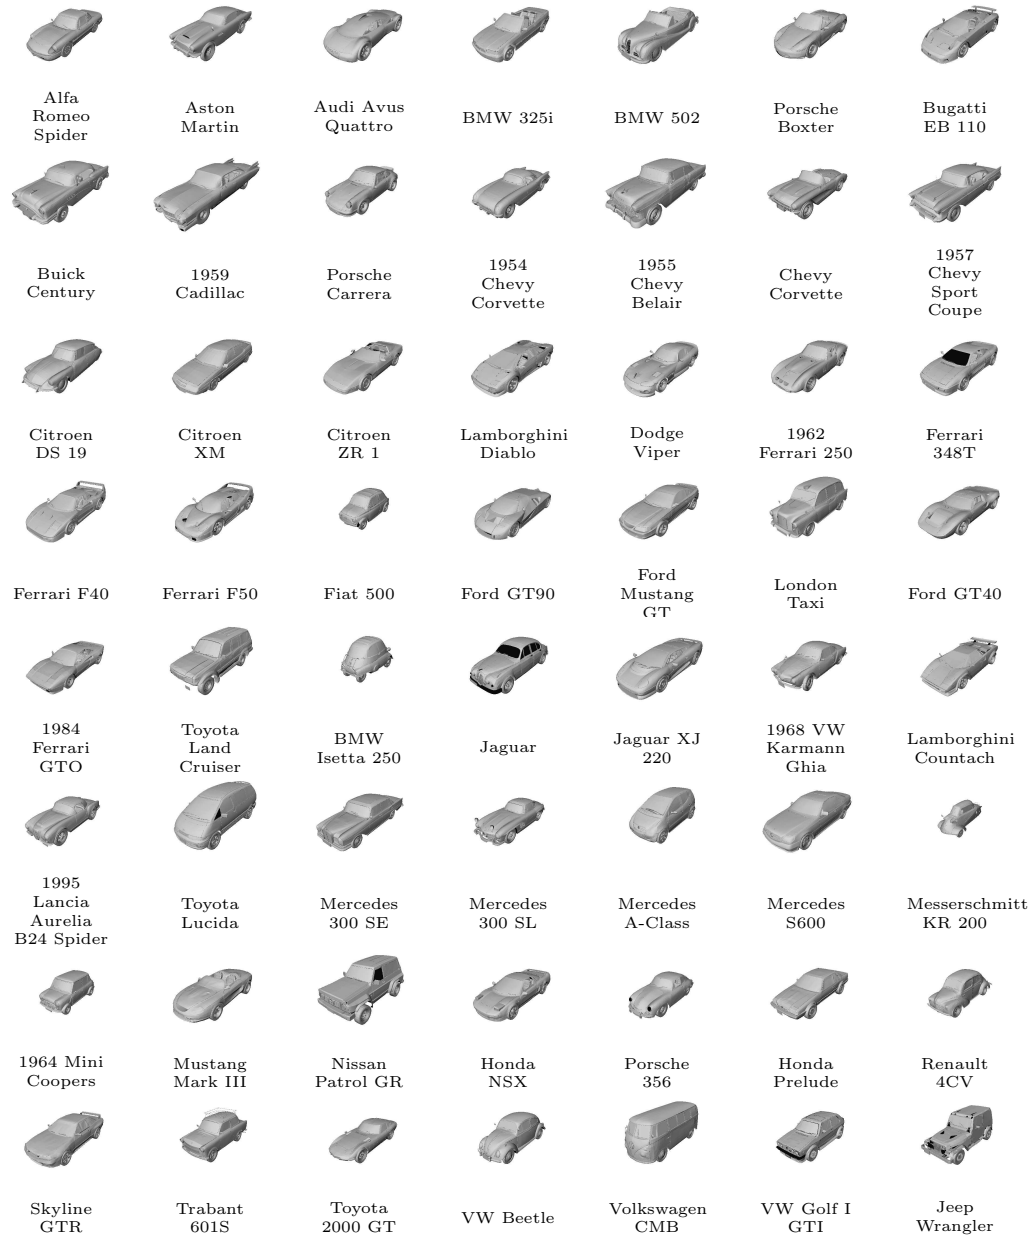 Alfa
Romeo
Spider
Aston
Martin
Audi Avus
Quattro
BMW 325i
BMW 502
Porsche
Boxter
Bugatti
EB 110
Buick
Century
1959
Cadillac
Porsche
Carrera
1954
Chevy
Corvette
1955
Chevy
Belair
Chevy
Corvette
1957
Chevy
Sport
Coupe
Citroen
DS 19
Citroen
XM
Citroen
ZR 1
Lamborghini
Diablo
Dodge
Viper
1962
Ferrari 250
Ferrari
348T
Ferrari F40
Ferrari F50
Fiat 500
Ford GT90
Ford
Mustang
GT
London
Taxi
Ford GT40
1984
Ferrari
GTO
Toyota
Land
Cruiser
BMW
Isetta 250
Jaguar
Jaguar XJ
220
1968 VW
Karmann
Ghia
Lamborghini
Countach
1995
Lancia
Aurelia
B24 Spider
Toyota
Lucida
Mercedes
300 SE
Mercedes
300 SL
Mercedes
A-Class
Mercedes
S600
Messerschmitt
KR 200
1964 Mini
Coopers
Mustang
Mark III
Nissan
Patrol GR
Honda
NSX
Porsche
356
Honda
Prelude
Renault
4CV
Skyline
GTR
Trabant
601S
Toyota
2000 GT
VW Beetle
Volkswagen
CMB
VW Golf I
GTI
Jeep
Wrangler